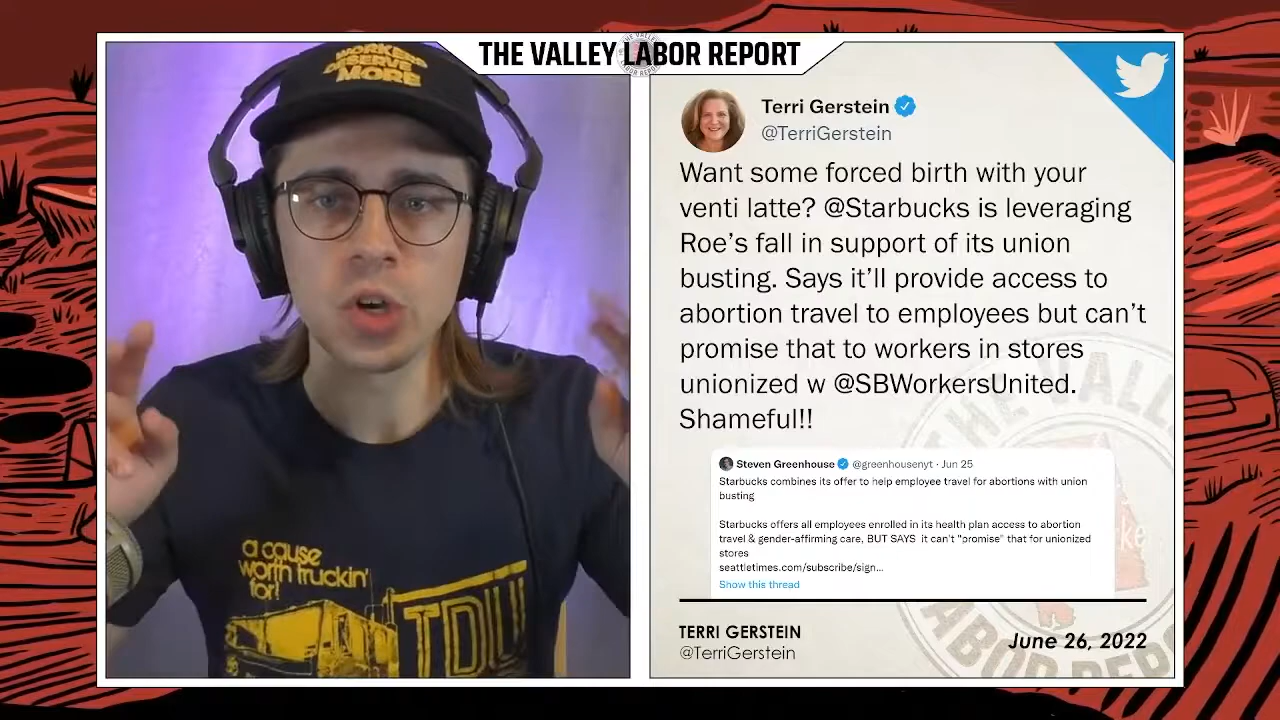 THE VALLEY LABOR REPORT
WORKERS
DESERVE
MORE
a cause
worth truckin'
for!
TDU
Terri Gerstein
@TerriGerstein
Want some forced birth with your
venti latte? @Starbucks is leveraging
Roe's fall in support of its union
busting. Says it'll provide access to
abortion travel to employees but can't
promise that to workers in stores
unionized w @SBWorkersUnited.
Shameful!!
Steven Greenhouse @greenhousenyt · Jun 25
Starbucks combines its offer to help employee travel for abortions with union
busting
Starbucks offers all employees enrolled in its health plan access to abortion
travel & gender-affirming care, BUT SAYS it can't "promise" that for unionized
stores
seattletimes.com/subscribe/sign...
Show this thread
TERRI GERSTEIN
@TerriGerstein
June 26, 2022